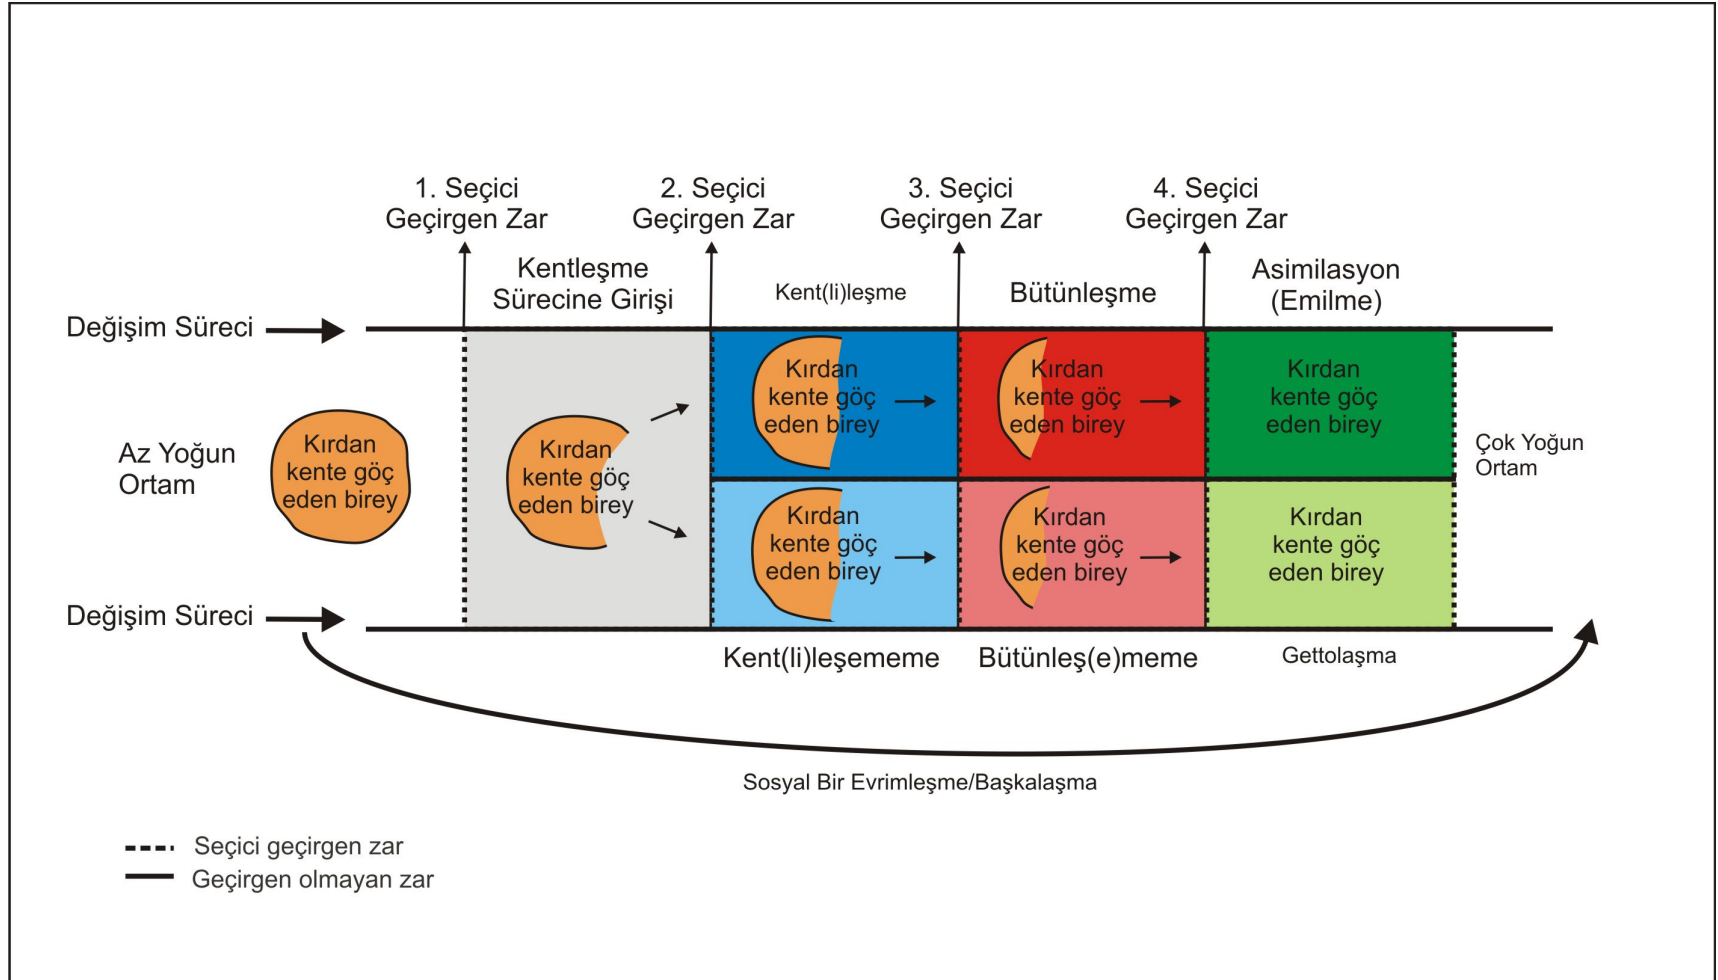 1. Seçici
Geçirgen Zar
2. Seçici
Geçirgen Zar
3. Seçici
Geçirgen Zar
4. Seçici
Geçirgen Zar
Kentleşme
Sürecine Girişi
Kent(li)leşme
Bütünleşme
Asimilasyon
(Emilme)
Değişim Süreci
Az Yoğun
Ortam
Kırdan
kente göç
eden birey
Kırdan
kente göç
eden birey
Kırdan
kente göç
eden birey
Kırdan
kente göç
eden birey
Kırdan
kente göç
eden birey
Kırdan
kente göç
eden birey
Kırdan
kente göç
eden birey
Kırdan
kente göç
eden birey
Çok Yoğun
Ortam
Değişim Süreci
Kent(li)leşememe
Bütünleş(e)meme
Gettolaşma
Sosyal Bir Evrimleşme/Başkalaşma
Seçici geçirgen zar
Geçirgen olmayan zar